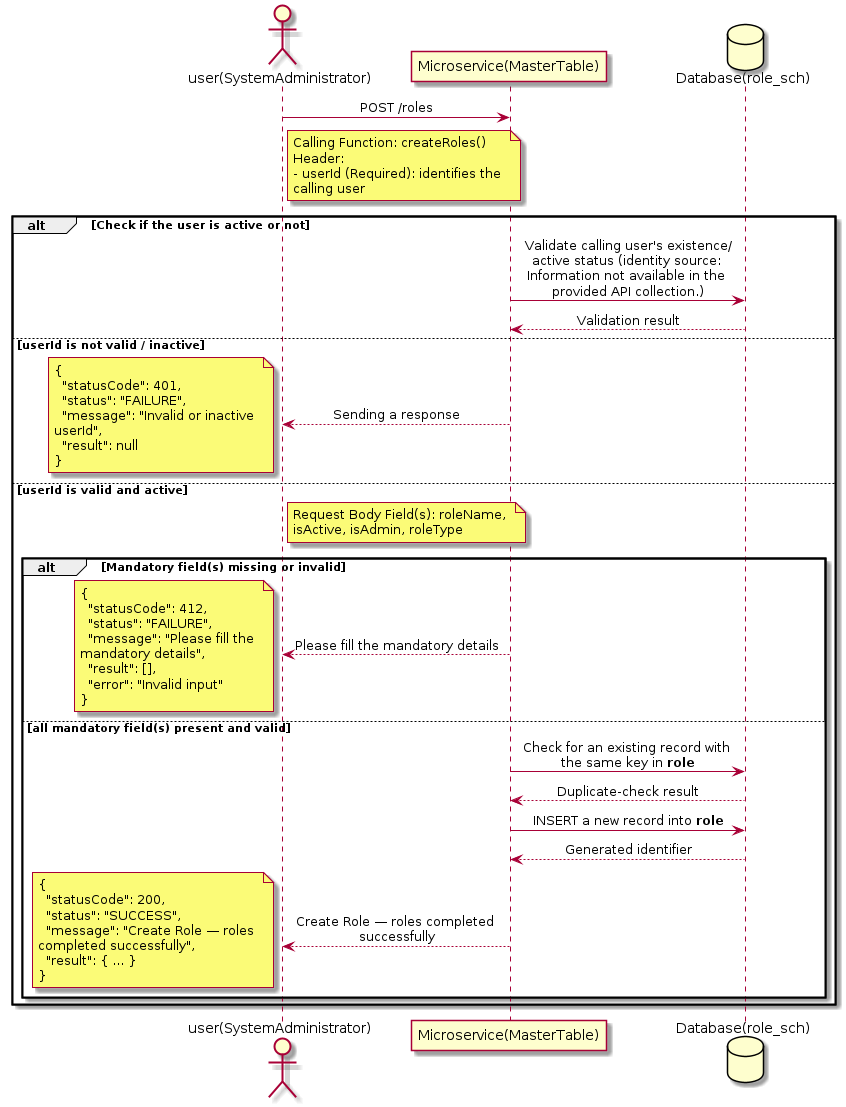 user(SystemAdministrator)
Microservice(MasterTable)
Database(role_sch)
POST /roles
Calling Function: createRoles()
Header:
- userId (Required): identifies the
calling user
alt
[Check if the user is active or not]
Validate calling user's existence/
active status (identity source:
Information not available in the
provided API collection.)
Validation result
[userId is not valid / inactive]
{
"statusCode": 401,
"status": "FAILURE",
"message": "Invalid or inactive
userId",
"result": null
}
Sending a response
[userId is valid and active]
Request Body Field(s): roleName,
isActive, isAdmin, roleType
alt
[Mandatory field(s) missing or invalid]
{
"statusCode": 412,
"status": "FAILURE",
"message": "Please fill the
mandatory details",
"result": [],
"error": "Invalid input"
}
Please fill the mandatory details
[all mandatory field(s) present and valid]
Check for an existing record with
the same key in role
Duplicate-check result
INSERT a new record into role
Generated identifier
{
"statusCode": 200,
"status": "SUCCESS",
"message": "Create Role — roles
completed successfully",
"result": { ... }
}
Create Role — roles completed
successfully
user(SystemAdministrator)
Microservice(MasterTable)
Database(role_sch)